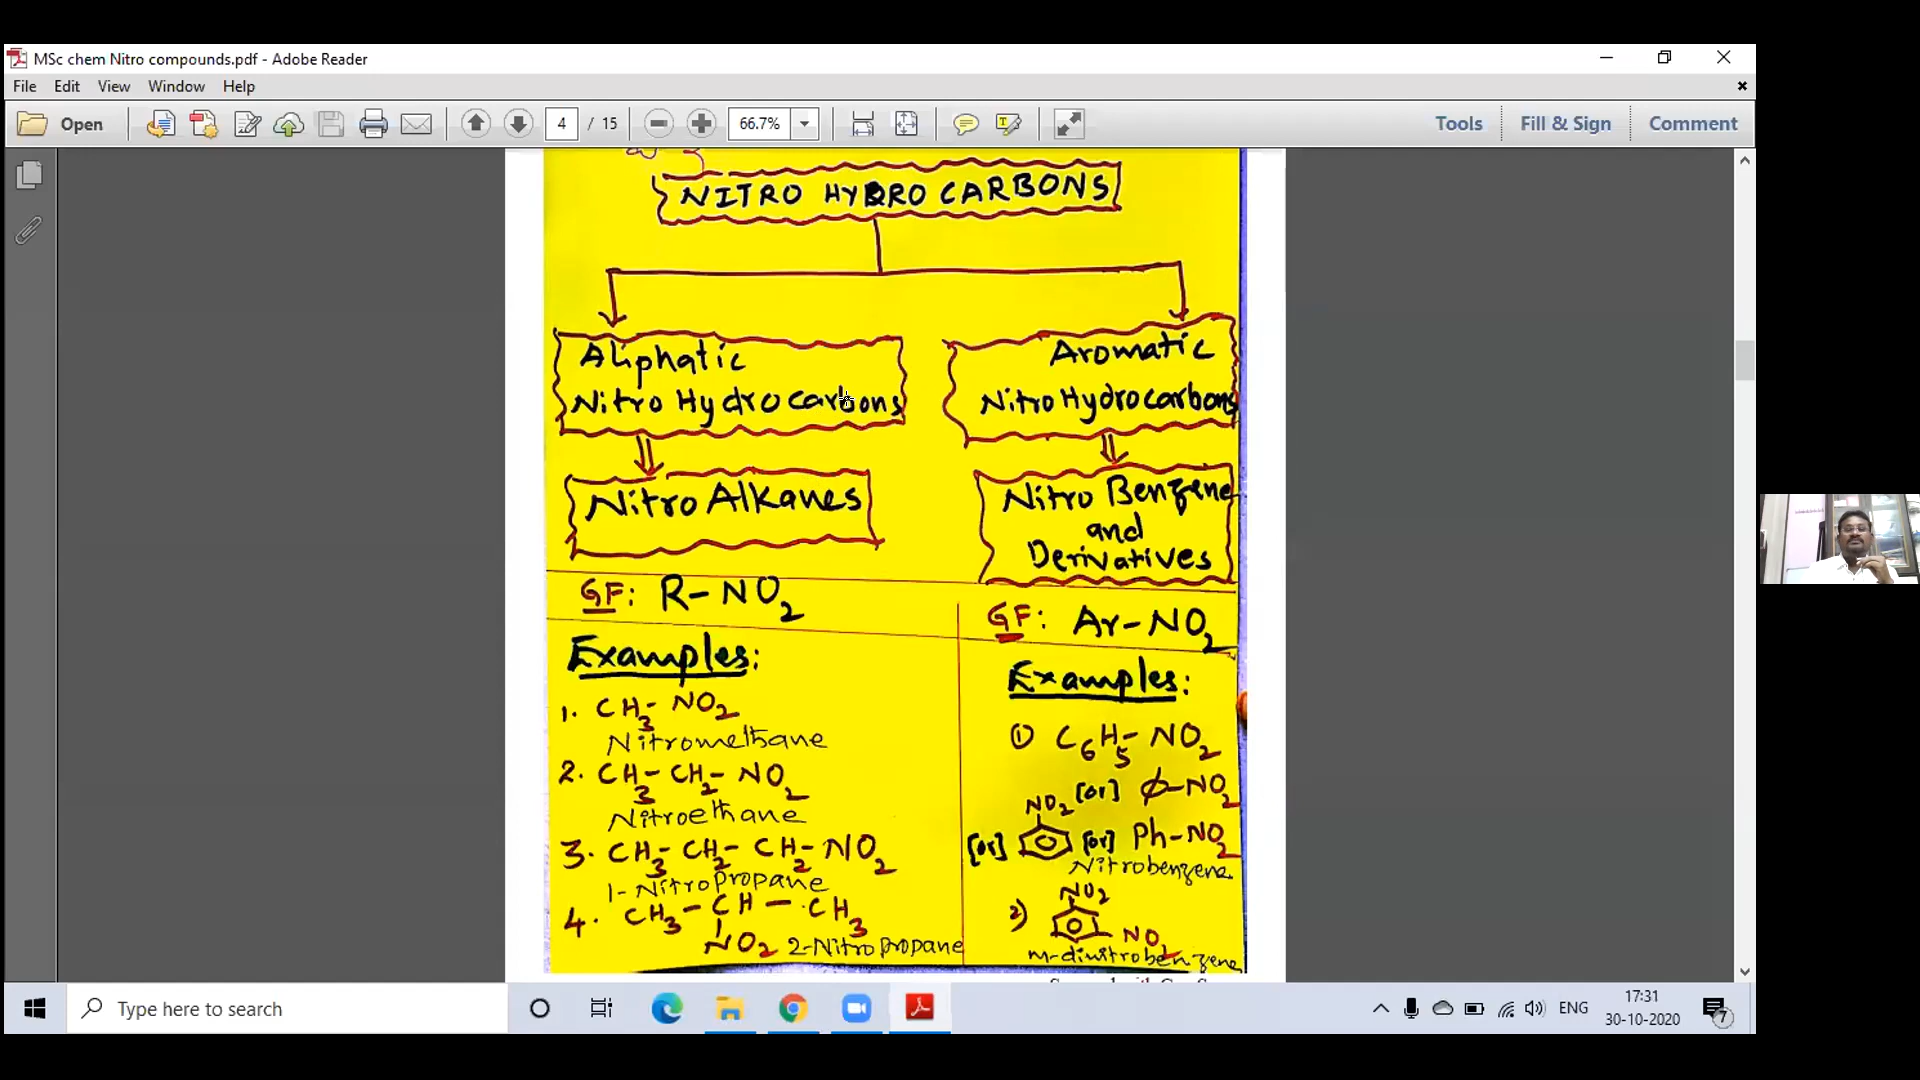 MSc chem Nitro compounds.pdf - Adobe Reader
File Edit View Window Help
Open 4 / 15 66.7% Tools Fill & Sign Comment
NITRO HYDRO CARBONS
Aliphatic
Nitro Hydro carbons
Aromatic
Nitro Hydrocarbons
Nitro Alkanes
Nitro Benzene
and
Derivatives
GF: R-NO2
GF: Ar-NO2
Examples:
1. CH3-NO2
Nitromethane
2. CH3-CH2-NO2
Nitroethane
3. CH3-CH2-CH2-NO2
1-Nitropropane
4. CH3-CH-CH3
NO2 2-Nitropropane
Examples:
① C6H5-NO2
[or] ϕ-NO2
NO2
[or] [or] Ph-NO2
Nitrobenzene
2) NO2
NO2
m-dinitrobenzene
Type here to search
ENG
17:31
30-10-2020
7